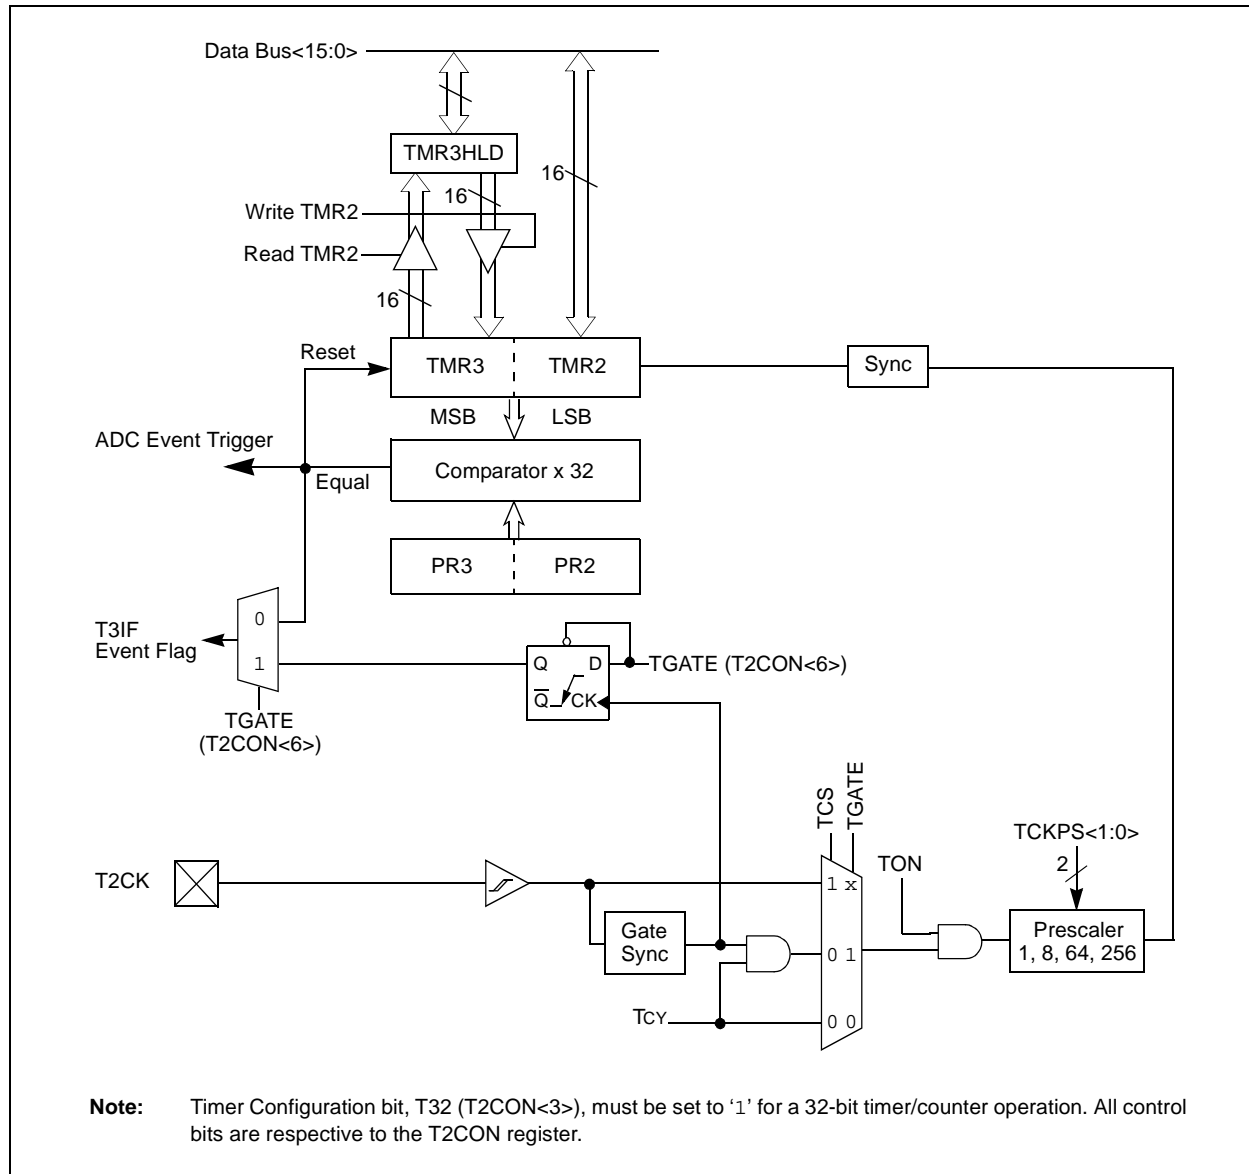 Data Bus<15:0>
TMR3HLD
16
16
Write TMR2
Read TMR2
16
Reset
TMR3
TMR2
Sync
MSB
LSB
ADC Event Trigger
Equal
Comparator x 32
PR3
PR2
0
T3IF
Event Flag
1
Q
D
TGATE (T2CON<6>)
Q
CK
TGATE
(T2CON<6>)
TCS
TGATE
TCKPS<1:0>
2
TON
T2CK
1 x
Gate
Sync
0 1
Prescaler
1, 8, 64, 256
TCY
0 0
Note: Timer Configuration bit, T32 (T2CON<3>), must be set to ‘1’ for a 32-bit timer/counter operation. All control
bits are respective to the T2CON register.